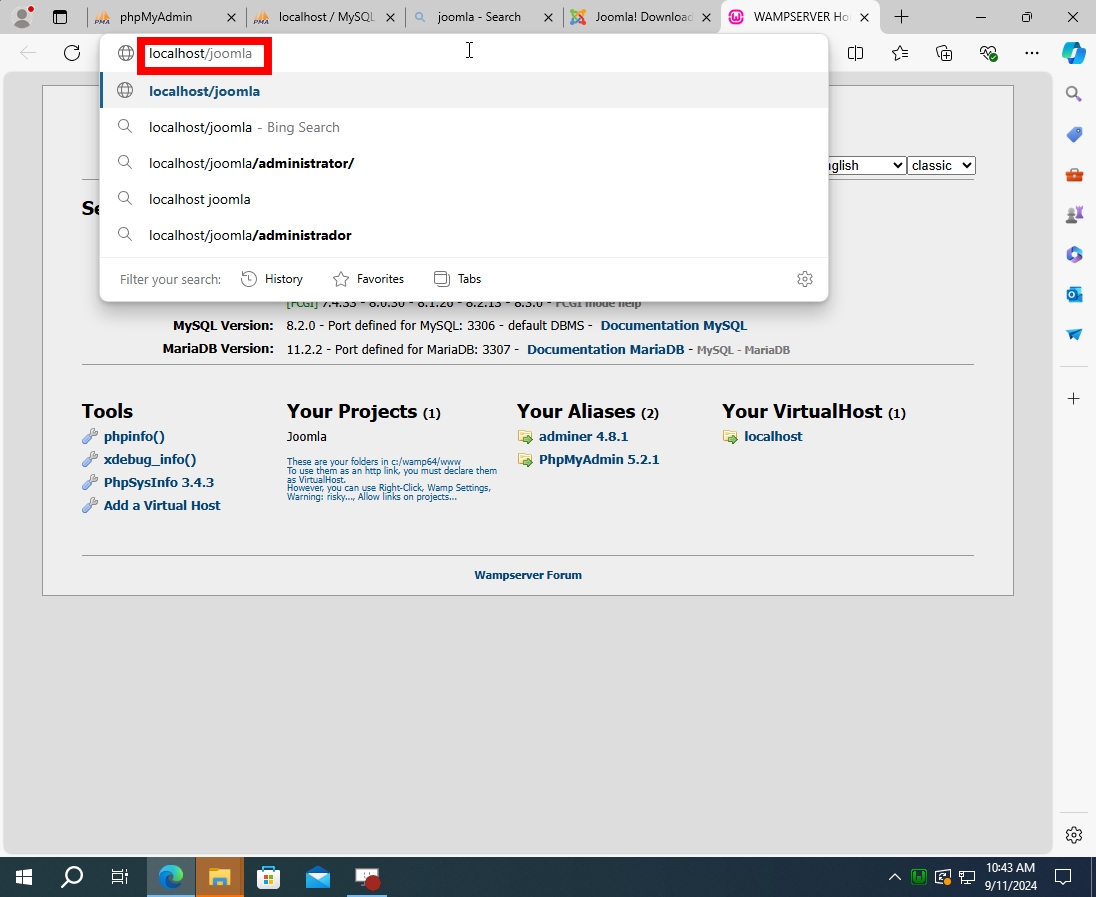 phpMyAdmin
localhost / MySQL
joomla - Search
Joomla! Download
WAMPSERVER Ho
localhost/joomla
localhost/joomla
localhost/joomla - Bing Search
localhost/joomla/administrator/
localhost joomla
localhost/joomla/administrador
Filter your search: History Favorites Tabs
nglish classic
Se
[FCGI] 7.4.33 - 8.0.30 - 8.1.26 - 8.2.13 - 8.3.0 - FCGI mode help
MySQL Version: 8.2.0 - Port defined for MySQL: 3306 - default DBMS - Documentation MySQL
MariaDB Version: 11.2.2 - Port defined for MariaDB: 3307 - Documentation MariaDB - MySQL - MariaDB
Tools
phpinfo()
xdebug_info()
PhpSysInfo 3.4.3
Add a Virtual Host
Your Projects (1)
Joomla
These are your folders in c:/wamp64/www
To use them as an http link, you must declare them
as VirtualHost.
However, you can use Right-Click, Wamp Settings,
Warning: risky..., Allow links on projects...
Your Aliases (2)
adminer 4.8.1
PhpMyAdmin 5.2.1
Your VirtualHost (1)
localhost
Wampserver Forum
10:43 AM
9/11/2024